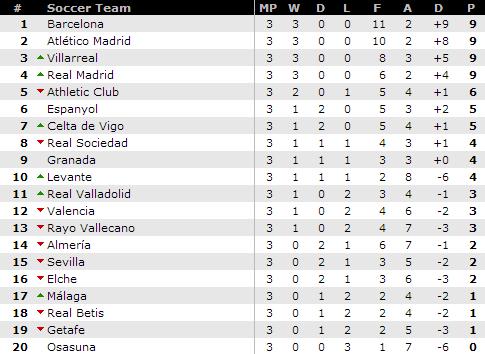 # Soccer Team MP W D L F A D P
1 Barcelona 3 3 0 0 11 2 +9 9
2 Atlético Madrid 3 3 0 0 10 2 +8 9
3 Villarreal 3 3 0 0 8 3 +5 9
4 Real Madrid 3 3 0 0 6 2 +4 9
5 Athletic Club 3 2 0 1 5 4 +1 6
6 Espanyol 3 1 2 0 5 3 +2 5
7 Celta de Vigo 3 1 2 0 5 4 +1 5
8 Real Sociedad 3 1 1 1 4 3 +1 4
9 Granada 3 1 1 1 3 3 +0 4
10 Levante 3 1 1 1 2 8 -6 4
11 Real Valladolid 3 1 0 2 3 4 -1 3
12 Valencia 3 1 0 2 4 6 -2 3
13 Rayo Vallecano 3 1 0 2 4 7 -3 3
14 Almería 3 0 2 1 6 7 -1 2
15 Sevilla 3 0 2 1 3 5 -2 2
16 Elche 3 0 2 1 3 6 -3 2
17 Málaga 3 0 1 2 2 4 -2 1
18 Real Betis 3 0 1 2 2 4 -2 1
19 Getafe 3 0 1 2 2 5 -3 1
20 Osasuna 3 0 0 3 1 7 -6 0